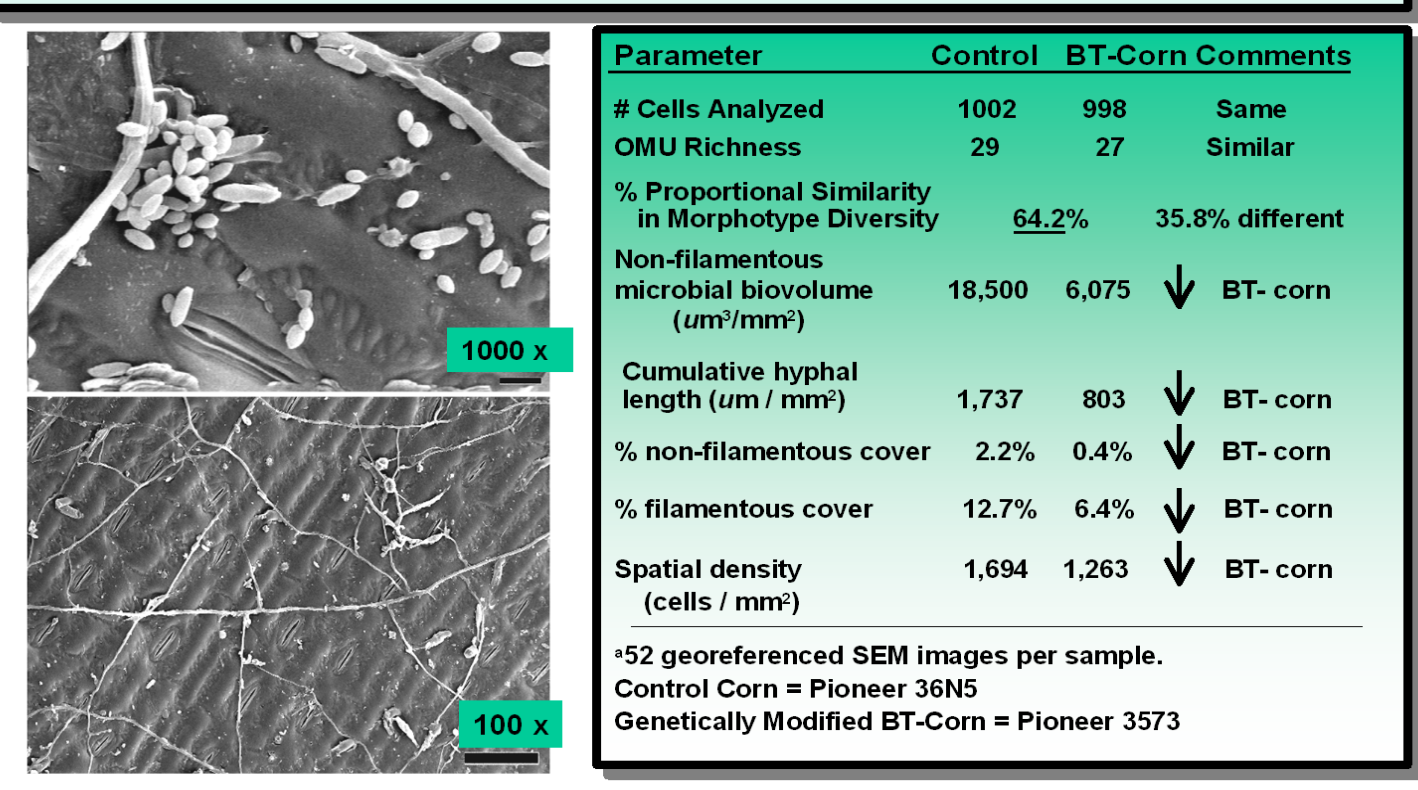 1000 x
100 x
Parameter Control BT-Corn Comments
# Cells Analyzed 1002 998 Same
OMU Richness 29 27 Similar
% Proportional Similarity
in Morphotype Diversity 64.2% 35.8% different
Non-filamentous
microbial biovolume 18,500 6,075 ↓ BT- corn
(um³/mm²)
Cumulative hyphal
length (um / mm²) 1,737 803 ↓ BT- corn
% non-filamentous cover 2.2% 0.4% ↓ BT- corn
% filamentous cover 12.7% 6.4% ↓ BT- corn
Spatial density 1,694 1,263 ↓ BT- corn
(cells / mm²)
ᵃ52 georeferenced SEM images per sample.
Control Corn = Pioneer 36N5
Genetically Modified BT-Corn = Pioneer 3573